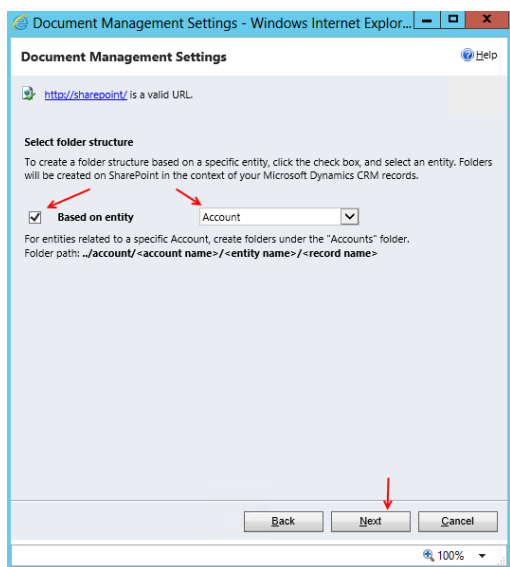 Document Management Settings - Windows Internet Explor...
Document Management Settings
Help
http://sharepoint/ is a valid URL.
Select folder structure
To create a folder structure based on a specific entity, click the check box, and select an entity. Folders
will be created on SharePoint in the context of your Microsoft Dynamics CRM records.
Based on entity Account
For entities related to a specific Account, create folders under the "Accounts" folder.
Folder path: ../account/<account name>/<entity name>/<record name>
Back Next Cancel
100%